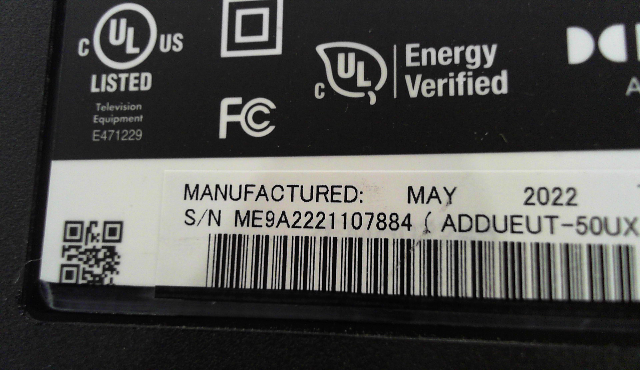 c UL US
LISTED
Television
Equipment
E471229
FC
c UL
Energy
Verified
MANUFACTURED: MAY 2022
S/N ME9A2221107884 ( ADDUEUT-50UX